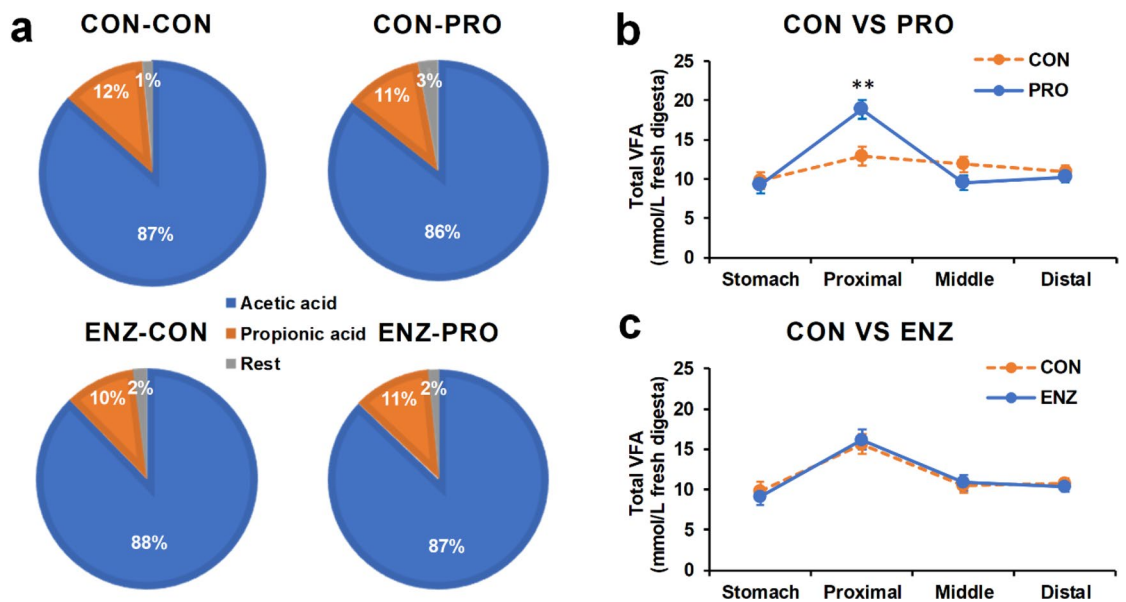 a
CON-CON
1%
12%
87%
CON-PRO
3%
11%
86%
Acetic acid
Propionic acid
Rest
ENZ-CON
2%
10%
88%
ENZ-PRO
2%
11%
87%
b
CON VS PRO
CON
PRO
**
Total VFA
(mmol/L fresh digesta)
25
20
15
10
5
0
Stomach Proximal Middle Distal
c
CON VS ENZ
CON
ENZ
Total VFA
(mmol/L fresh digesta)
25
20
15
10
5
0
Stomach Proximal Middle Distal